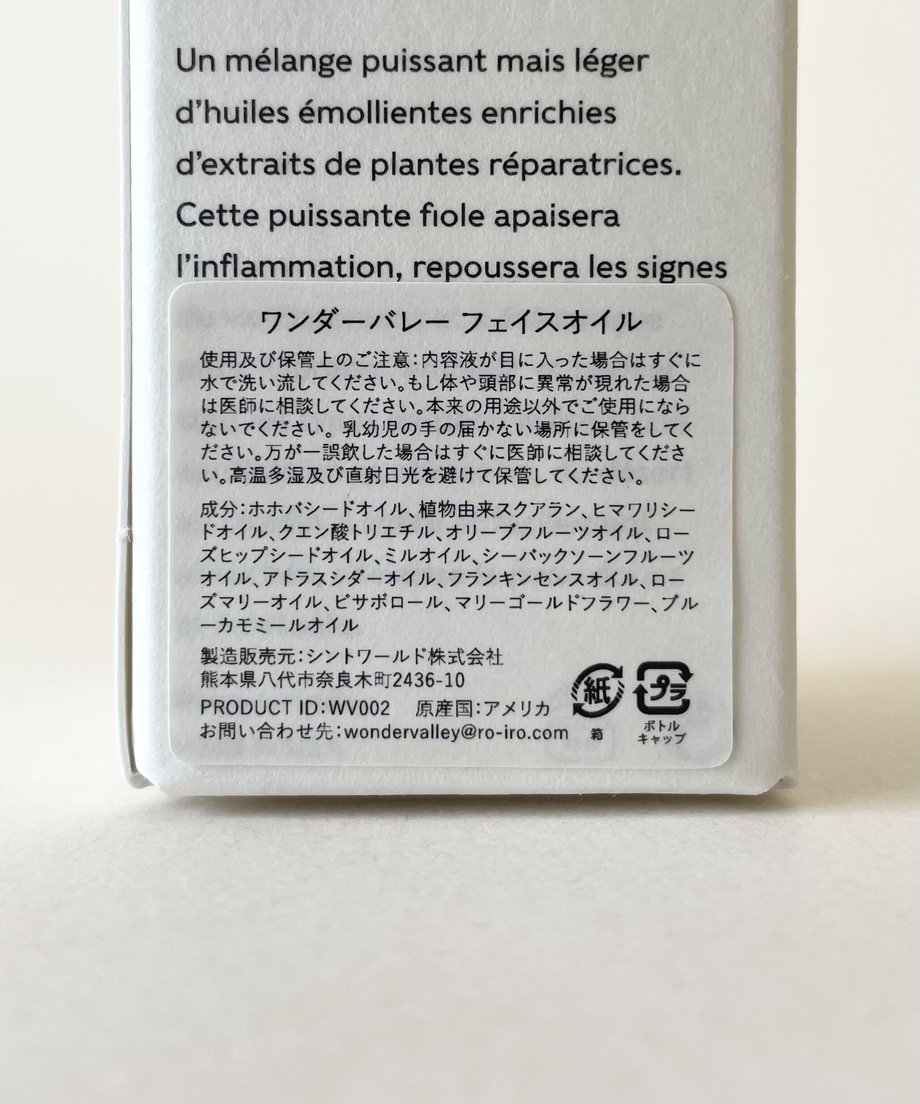 Un mélange puissant mais léger
d'huiles émollientes enrichies
d'extraits de plantes réparatrices.
Cette puissante fiole apaisera
l'inflammation, repoussera les signes
ワンダーバレー フェイスオイル
使用及び保管上のご注意：内容液が目に入った場合はすぐに
水で洗い流してください。もし体や頭部に異常が現れた場合
は医師に相談してください。本来の用途以外でご使用になら
ないでください。 乳幼児の手の届かない場所に保管をしてく
ださい。万が一誤飲した場合はすぐに医師に相談してくださ
い。高温多湿及び直射日光を避けて保管してください。
成分：ホホバシードオイル、植物由来スクアラン、ヒマワリシー
ドオイル、クエン酸トリエチル、オリーブフルーツオイル、ロー
ズヒップシードオイル、ミルオイル、シーバックソーンフルーツ
オイル、アトラスシダーオイル、フランキンセンスオイル、ロー
ズマリーオイル、ビサボロール、マリーゴールドフラワー、ブル
ーカモミールオイル
製造販売元：シントワールド株式会社
熊本県八代市奈良木町2436-10
PRODUCT ID：WV002 原産国：アメリカ
お問い合わせ先：wondervalley@ro-iro.com
紙
箱
プラ
ボトル
キャップ